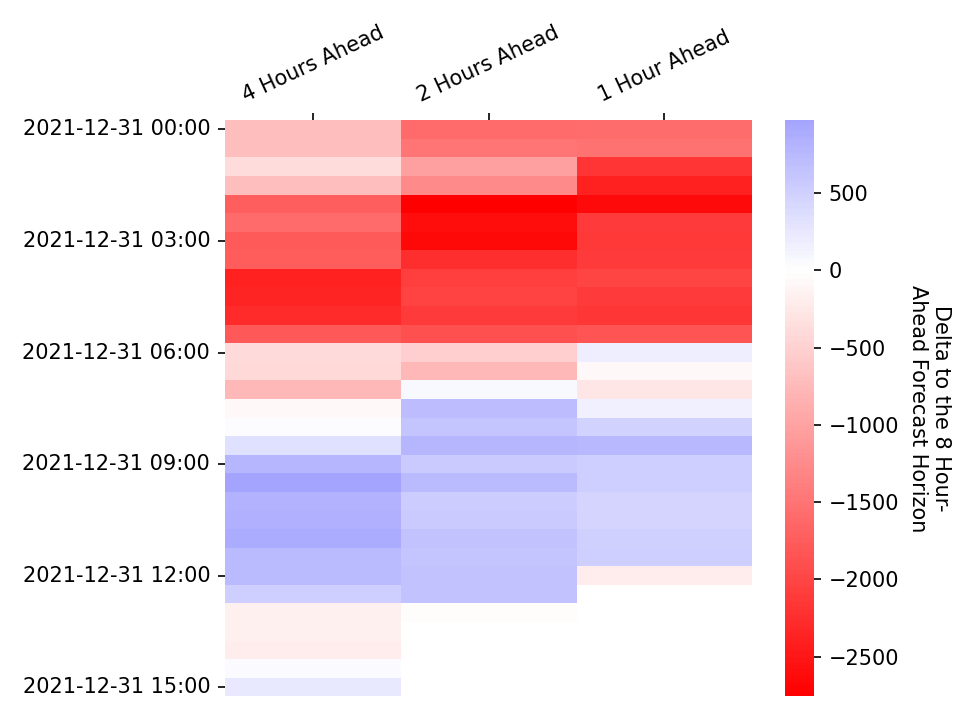 4 Hours Ahead
2 Hours Ahead
1 Hour Ahead
2021-12-31 00:00
2021-12-31 03:00
2021-12-31 06:00
2021-12-31 09:00
2021-12-31 12:00
2021-12-31 15:00
500
0
−500
−1000
−1500
−2000
−2500
Delta to the 8 Hour-
Ahead Forecast Horizon